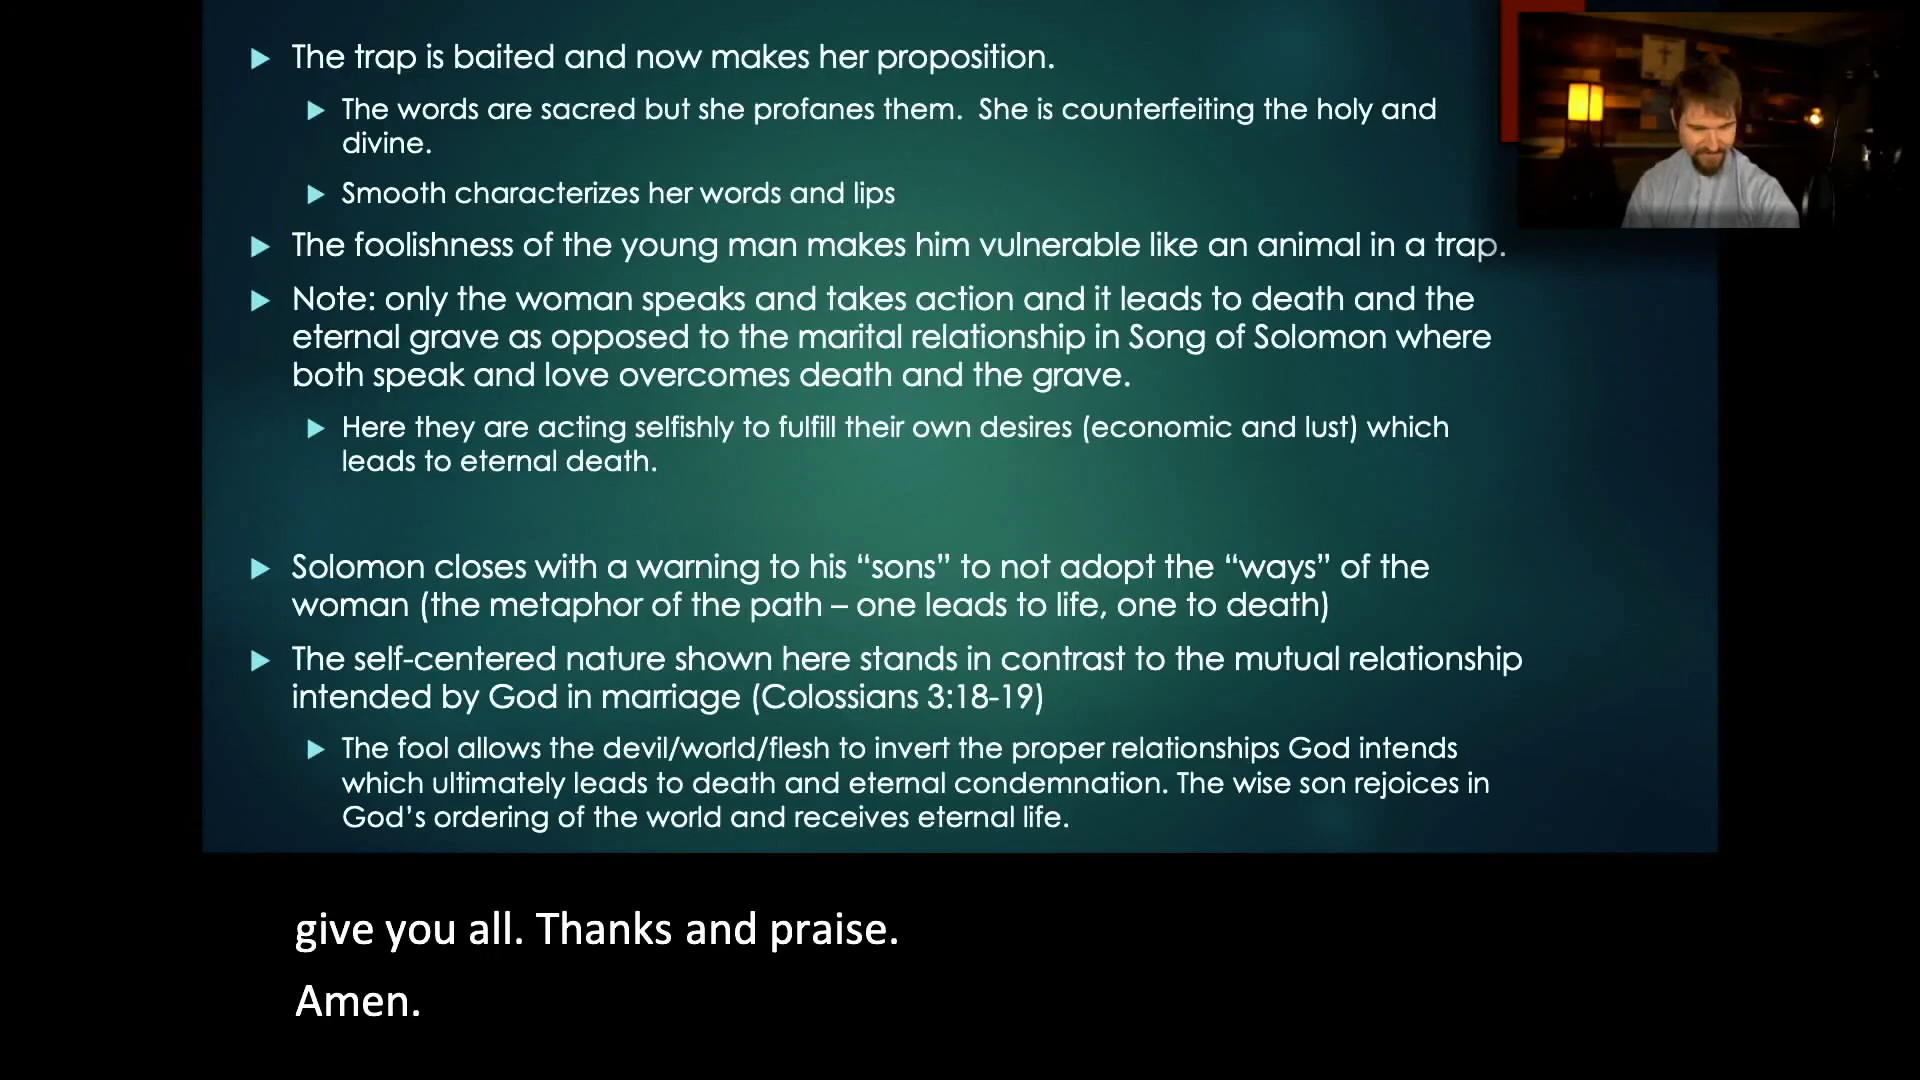 The trap is baited and now makes her proposition.
The words are sacred but she profanes them. She is counterfeiting the holy and
divine.
Smooth characterizes her words and lips
The foolishness of the young man makes him vulnerable like an animal in a trap.
Note: only the woman speaks and takes action and it leads to death and the
eternal grave as opposed to the marital relationship in Song of Solomon where
both speak and love overcomes death and the grave.
Here they are acting selfishly to fulfill their own desires (economic and lust) which
leads to eternal death.
Solomon closes with a warning to his “sons” to not adopt the “ways” of the
woman (the metaphor of the path – one leads to life, one to death)
The self-centered nature shown here stands in contrast to the mutual relationship
intended by God in marriage (Colossians 3:18-19)
The fool allows the devil/world/flesh to invert the proper relationships God intends
which ultimately leads to death and eternal condemnation. The wise son rejoices in
God’s ordering of the world and receives eternal life.
give you all. Thanks and praise.
Amen.